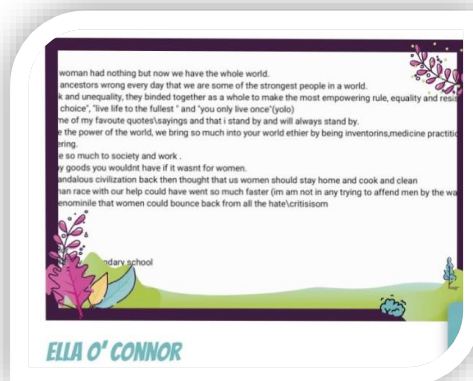 woman had nothing but now we have the whole world.
ancestors wrong every day that we are some of the strongest people in a world.
k and unequality, they binded together as a whole to make the most empowering rule, equality and resis
choice", "live life to the fullest " and "you only live once"(yolo)
me of my favoute quotes\sayings and that i stand by and will always stand by.
e the power of the world, we bring so much into your world ethier by being inventorins,medicine practitio
ering.
e so much to society and work .
y goods you wouldnt have if it wasnt for women.
andalous civilization back then thought that us women should stay home and cook and clean
man race with our help could have went so much faster (im am not in any trying to affend men by the wa
enominile that women could bounce back from all the hate\critisisom
ndary school
ELLA O' CONNOR